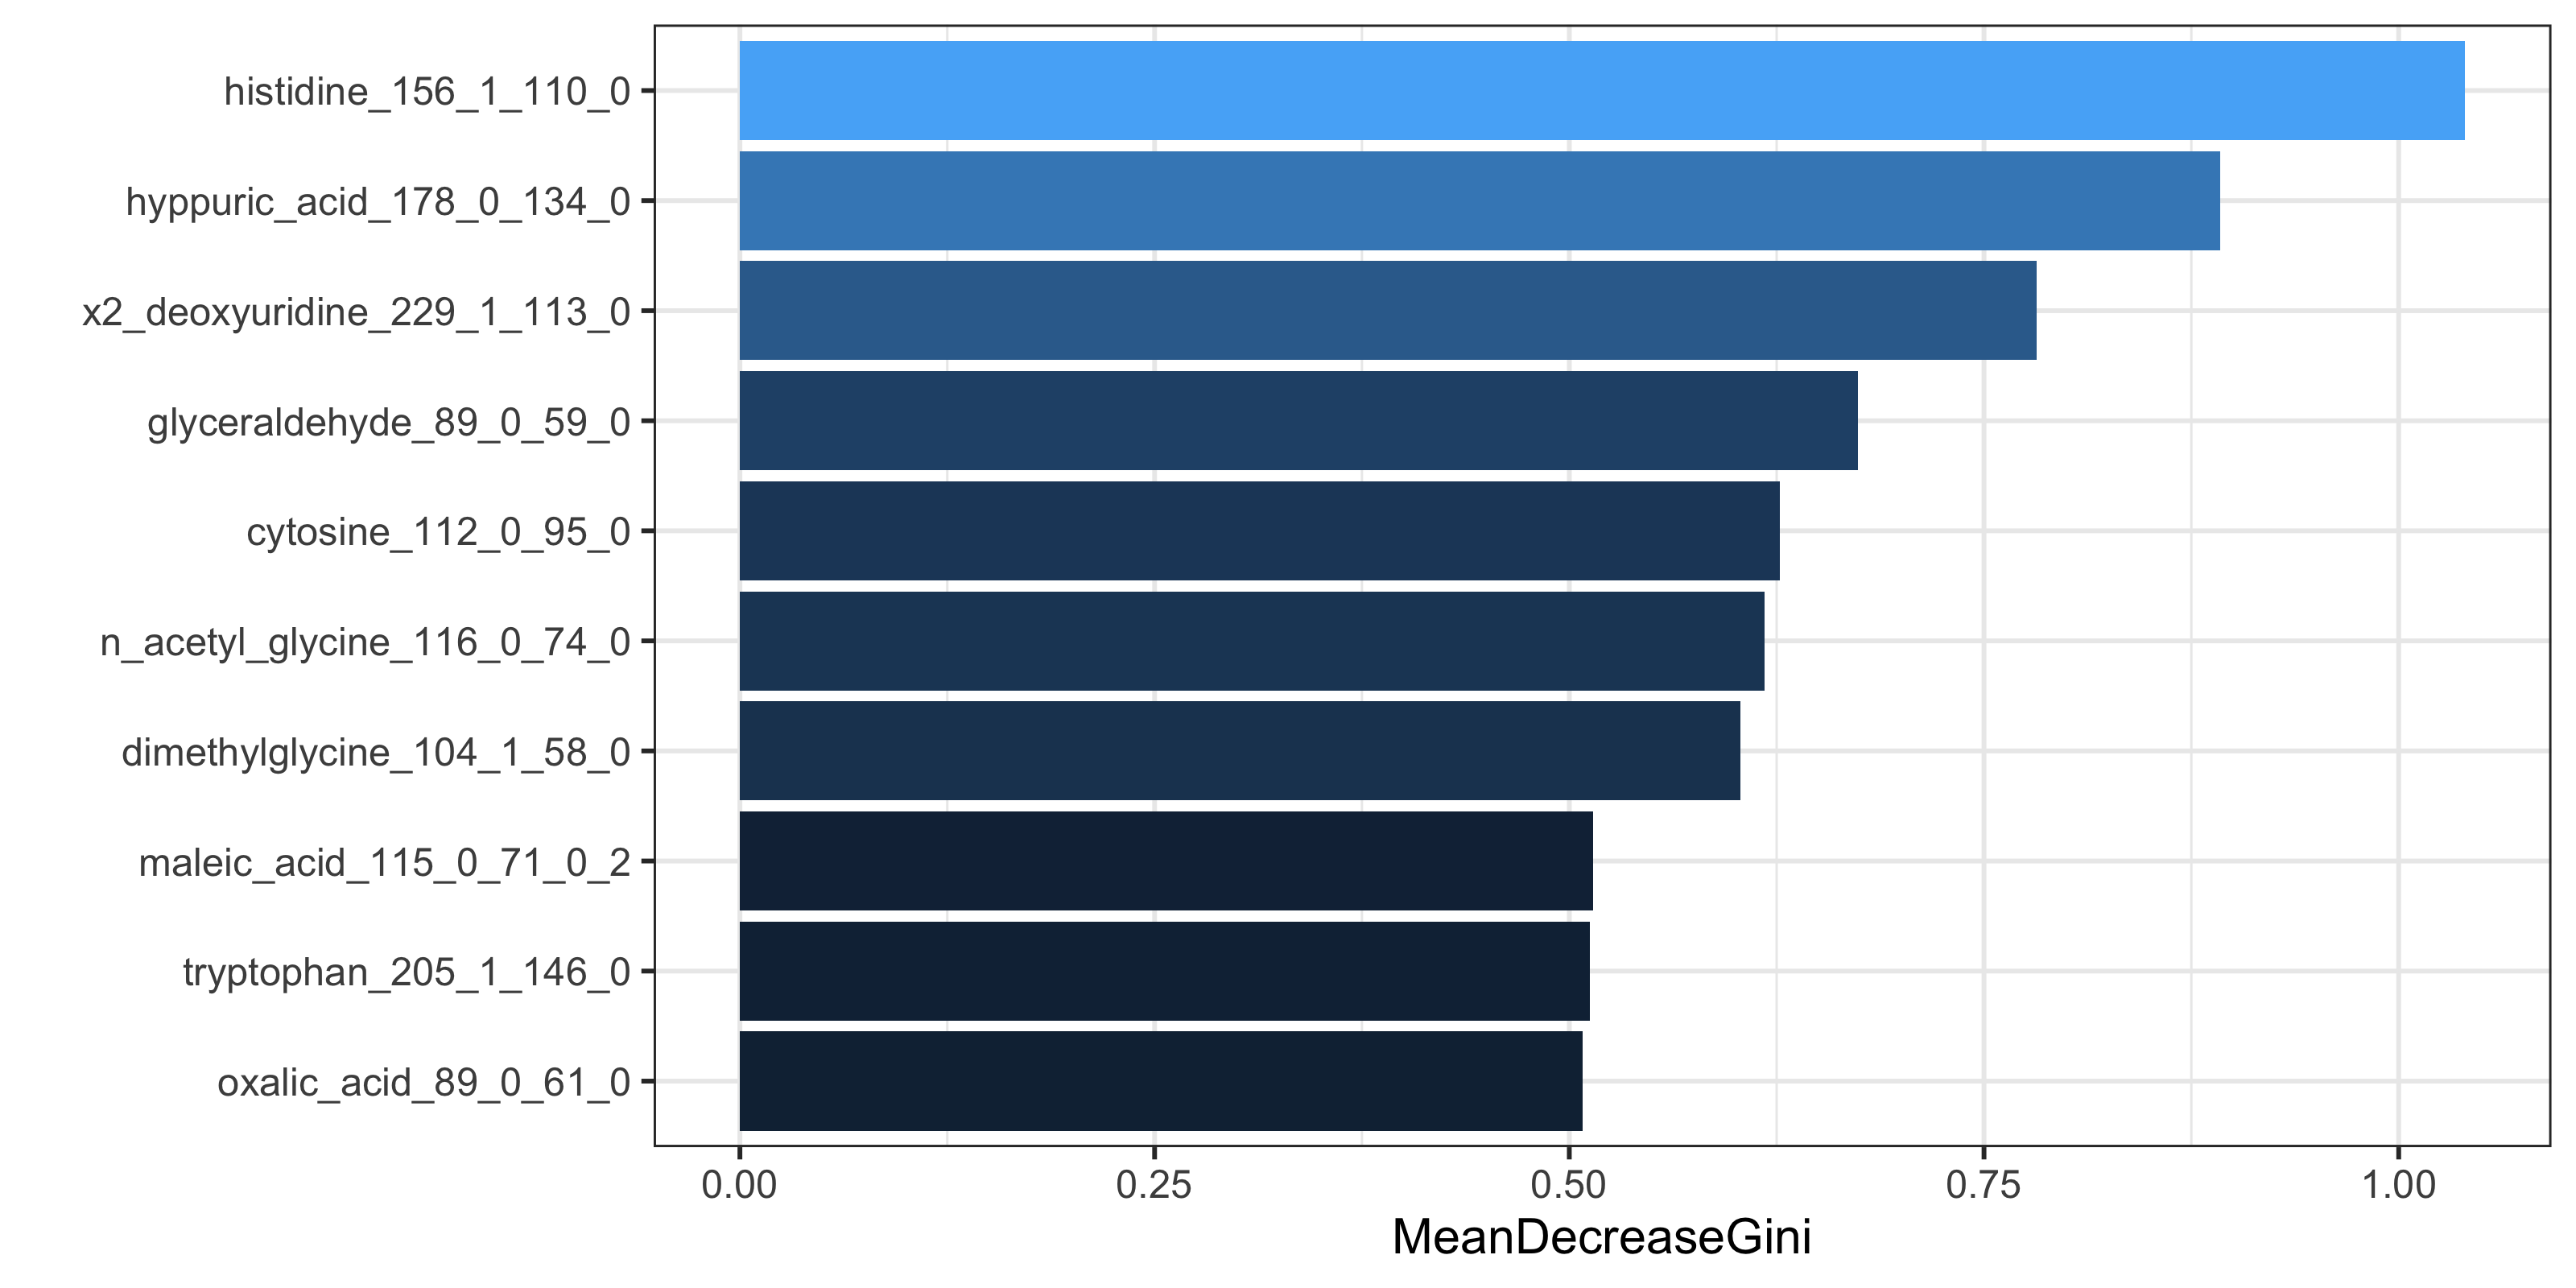 histidine_156_1_110_0
hyppuric_acid_178_0_134_0
x2_deoxyuridine_229_1_113_0
glyceraldehyde_89_0_59_0
cytosine_112_0_95_0
n_acetyl_glycine_116_0_74_0
dimethylglycine_104_1_58_0
maleic_acid_115_0_71_0_2
tryptophan_205_1_146_0
oxalic_acid_89_0_61_0
0.00 0.25 0.50 0.75 1.00
MeanDecreaseGini